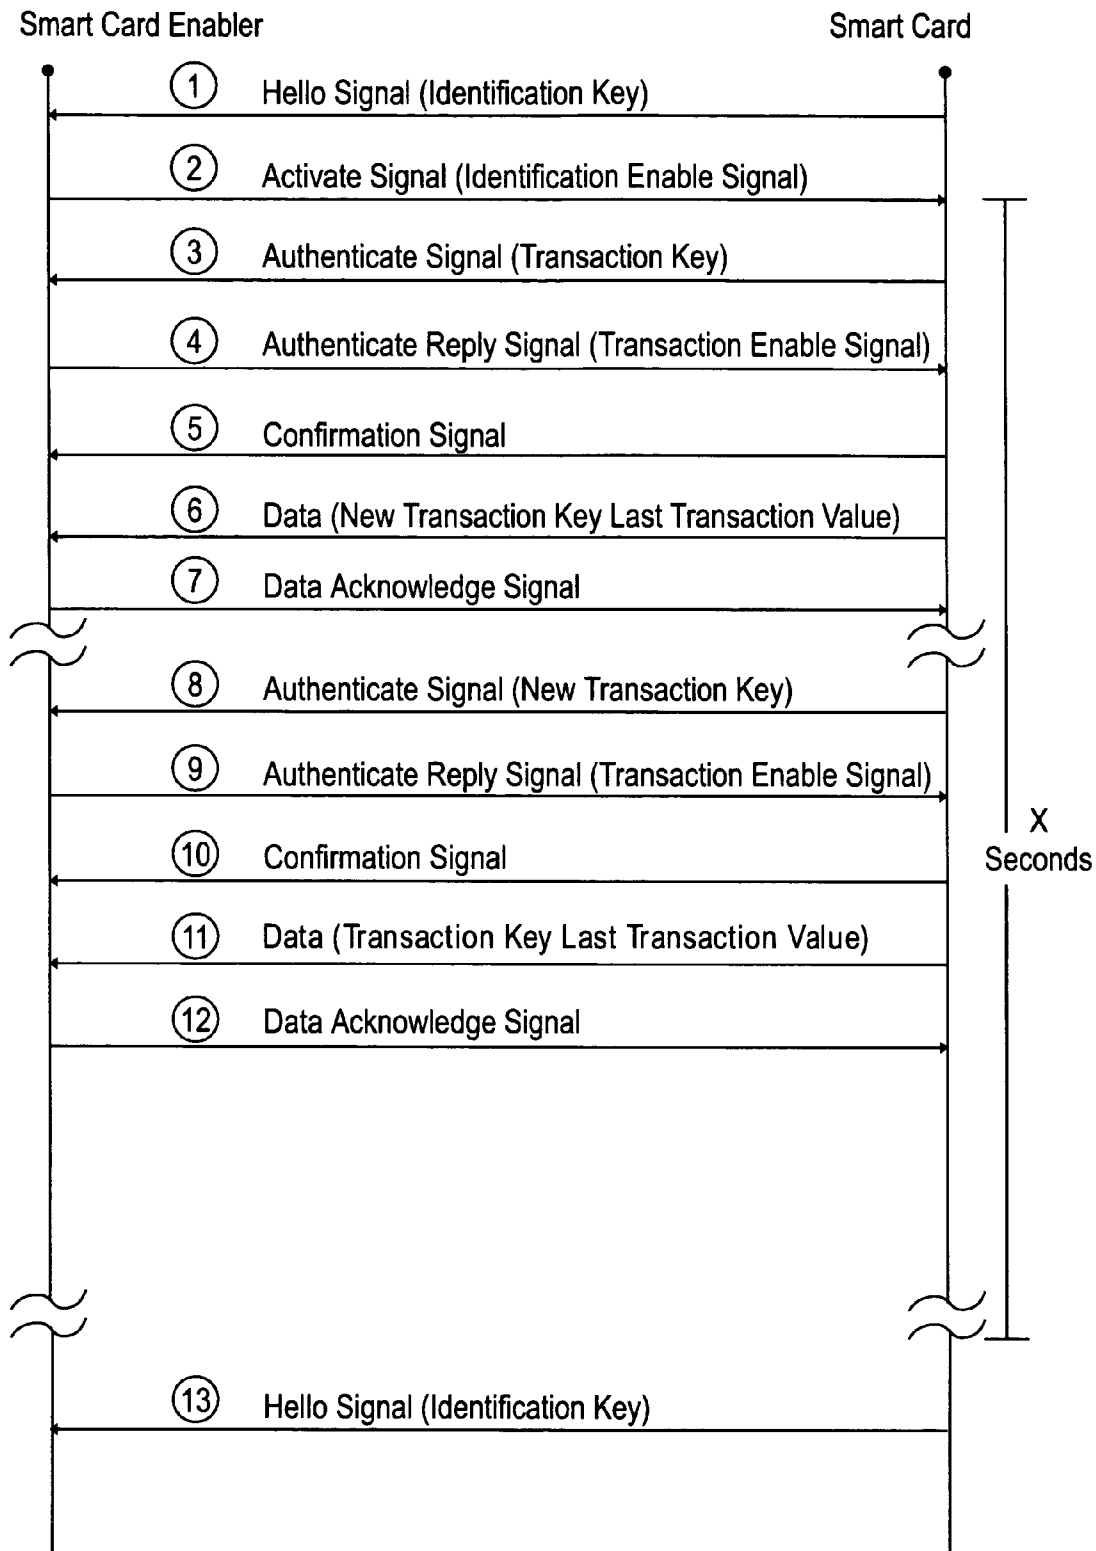 Smart Card Enabler
Smart Card
1 Hello Signal (Identification Key)
2 Activate Signal (Identification Enable Signal)
3 Authenticate Signal (Transaction Key)
4 Authenticate Reply Signal (Transaction Enable Signal)
5 Confirmation Signal
6 Data (New Transaction Key Last Transaction Value)
7 Data Acknowledge Signal
8 Authenticate Signal (New Transaction Key)
9 Authenticate Reply Signal (Transaction Enable Signal)
X
Seconds
10 Confirmation Signal
11 Data (Transaction Key Last Transaction Value)
12 Data Acknowledge Signal
13 Hello Signal (Identification Key)